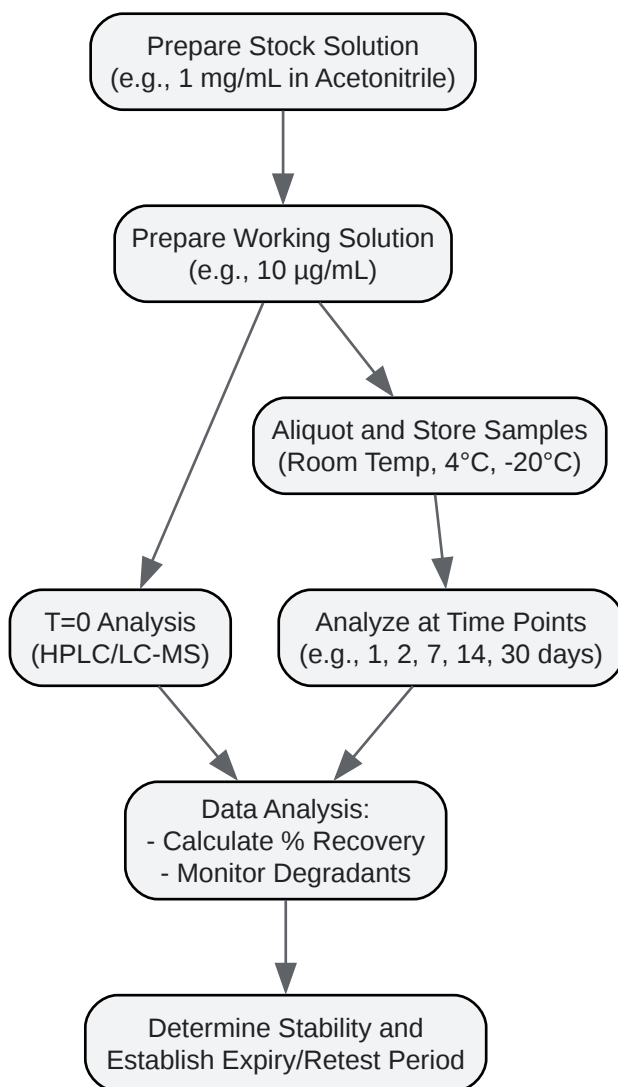 Prepare Stock Solution
(e.g., 1 mg/mL in Acetonitrile)
Prepare Working Solution
(e.g., 10 µg/mL)
Aliquot and Store Samples
(Room Temp, 4°C, -20°C)
T=0 Analysis
(HPLC/LC-MS)
Analyze at Time Points
(e.g., 1, 2, 7, 14, 30 days)
Data Analysis:
- Calculate % Recovery
- Monitor Degradants
Determine Stability and
Establish Expiry/Retest Period